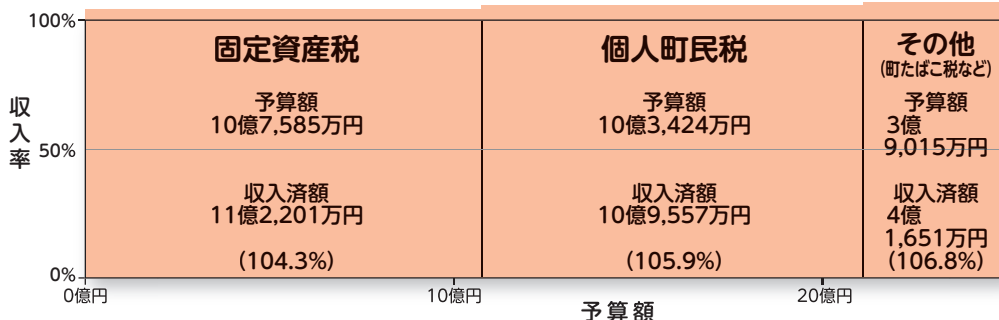 100%
50%
0%
収入率
固定資産税
予算額
10億7,585万円
収入済額
11億2,201万円
(104.3%)
個人町民税
予算額
10億3,424万円
収入済額
10億9,557万円
(105.9%)
その他
(町たばこ税など)
予算額
3億
9,015万円
収入済額
4億
1,651万円
(106.8%)
0億円
10億円
20億円
予算額